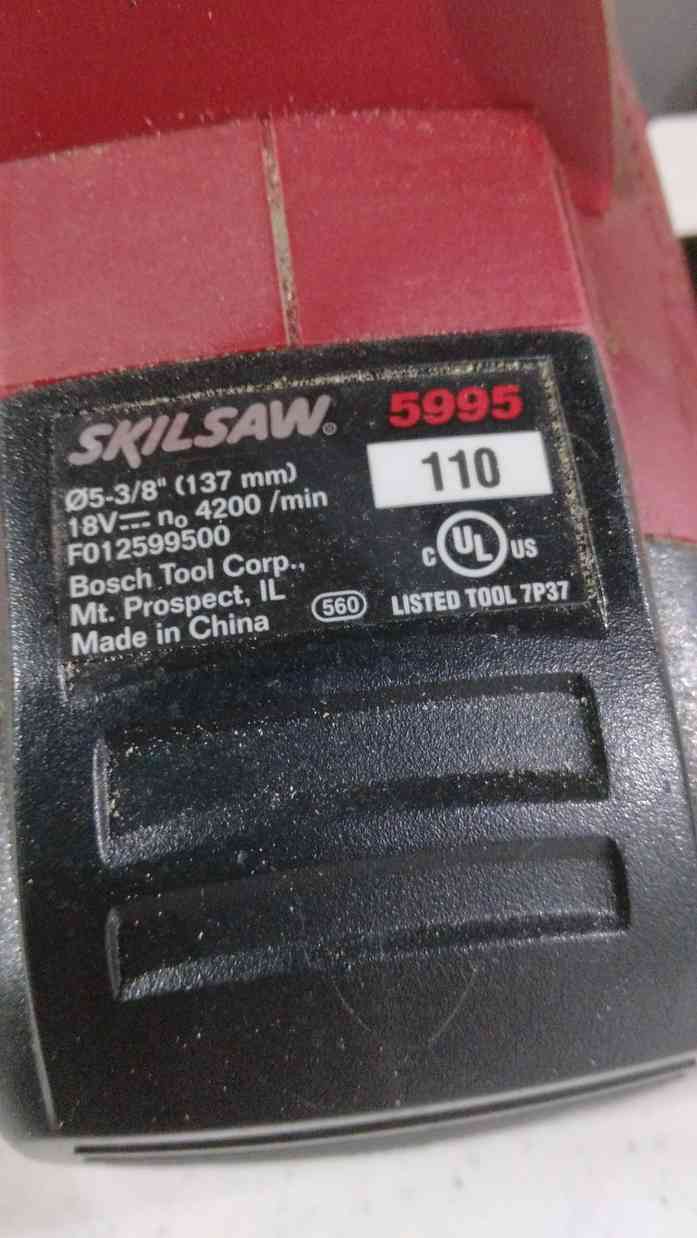 SKILSAW®
5995
110
Ø5-3/8" (137 mm)
18V⎓ n₀ 4200 /min
F012599500
Bosch Tool Corp.,
Mt. Prospect, IL
Made in China
560
C UL US
LISTED TOOL 7P37